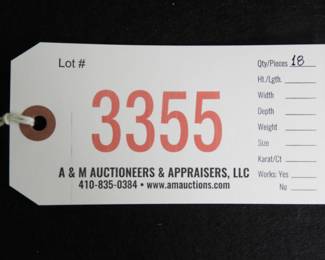 Lot #
3355
A & M AUCTIONEERS & APPRAISERS, LLC
410-835-0384 • www.amauctions.com
Qty/Pieces 18
Ht./Lgth.
Width
Depth
Weight
Size
Karat/Ct
Works: Yes
No